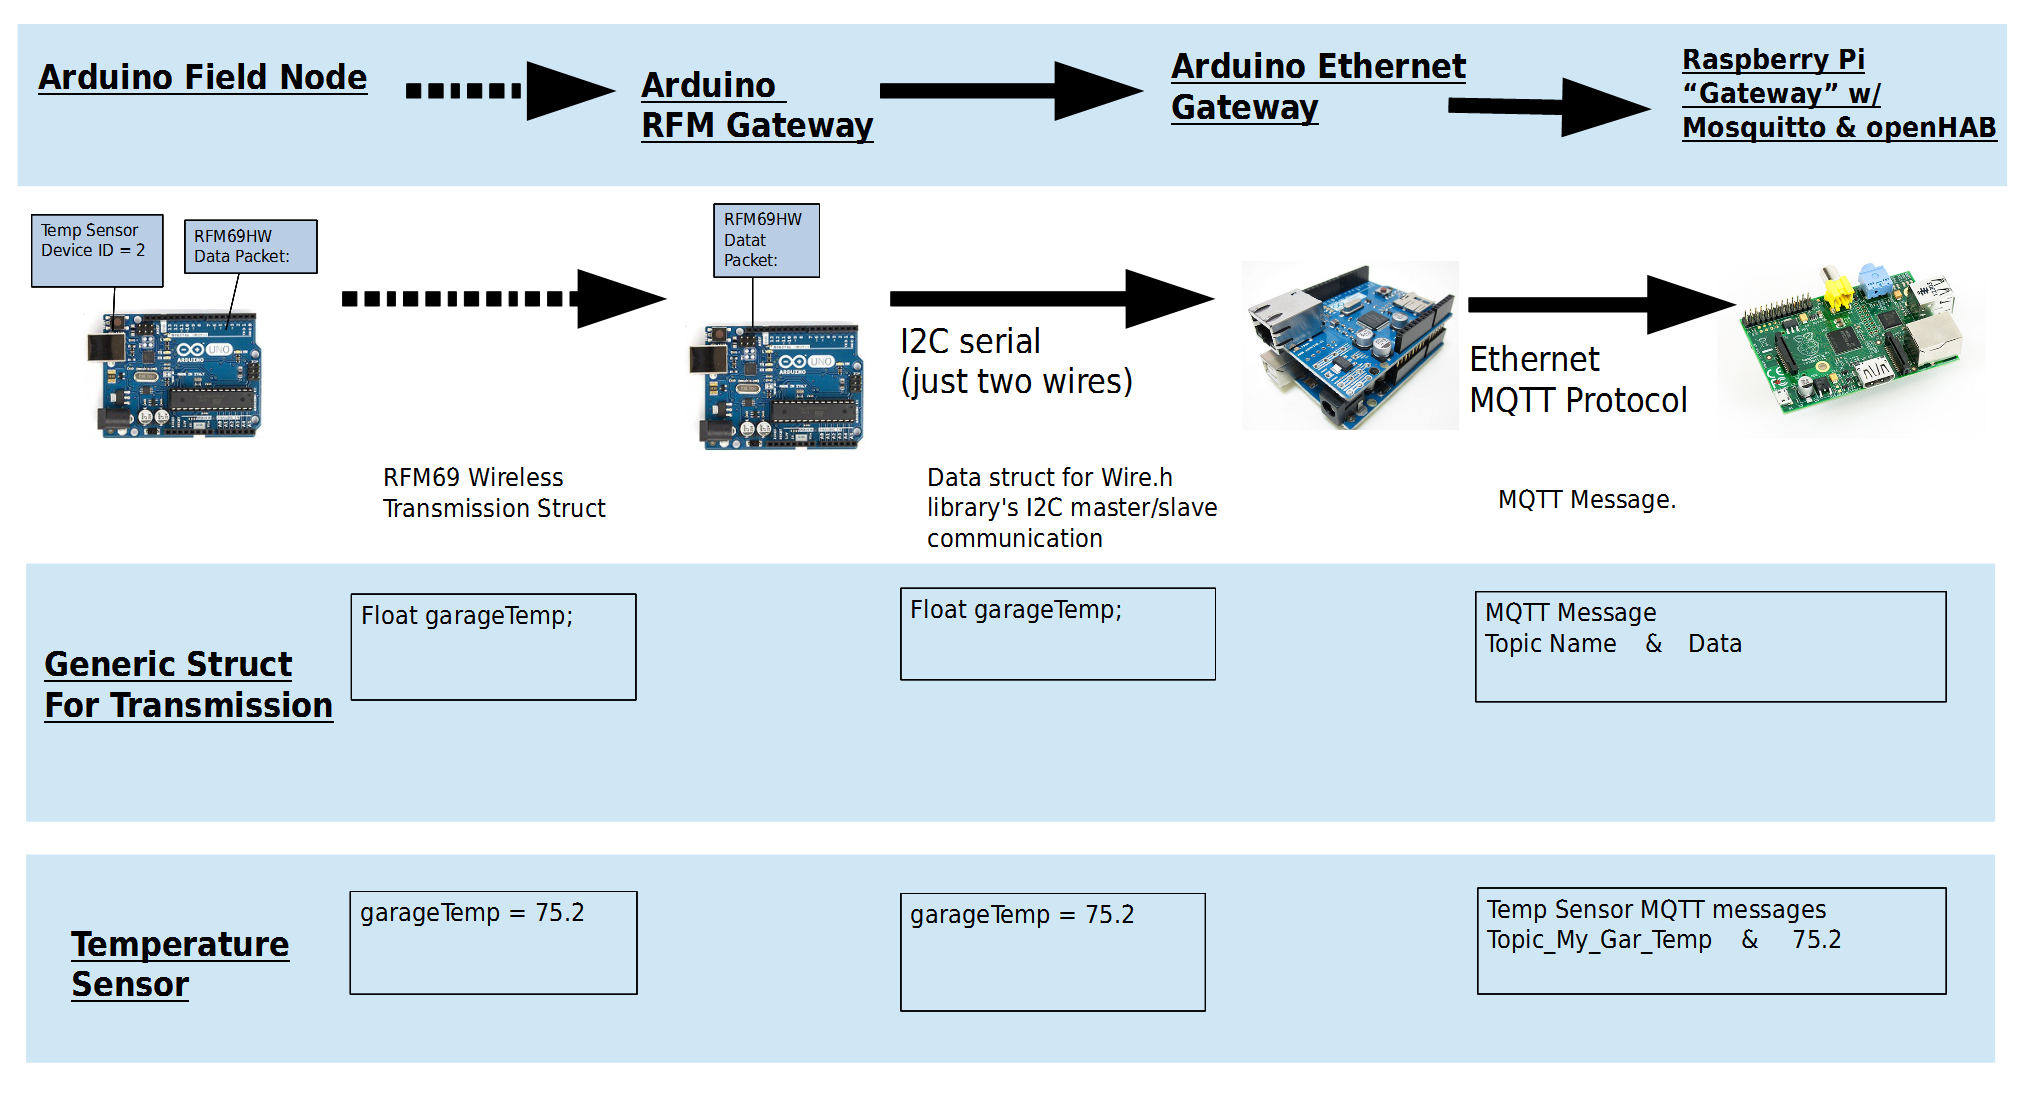 Arduino Field Node
Arduino
RFM Gateway
Arduino Ethernet
Gateway
Raspberry Pi
“Gateway” w/
Mosquitto & openHAB
Temp Sensor
Device ID = 2
RFM69HW
Data Packet:
RFM69HW
Datat
Packet:
UNO
ARDUINO
UNO
ARDUINO
I2C serial
(just two wires)
Ethernet
MQTT Protocol
RFM69 Wireless
Transmission Struct
Data struct for Wire.h
library's I2C master/slave
communication
MQTT Message.
Generic Struct
For Transmission
Float garageTemp;
Float garageTemp;
MQTT Message
Topic Name & Data
Temperature
Sensor
garageTemp = 75.2
garageTemp = 75.2
Temp Sensor MQTT messages
Topic_My_Gar_Temp & 75.2